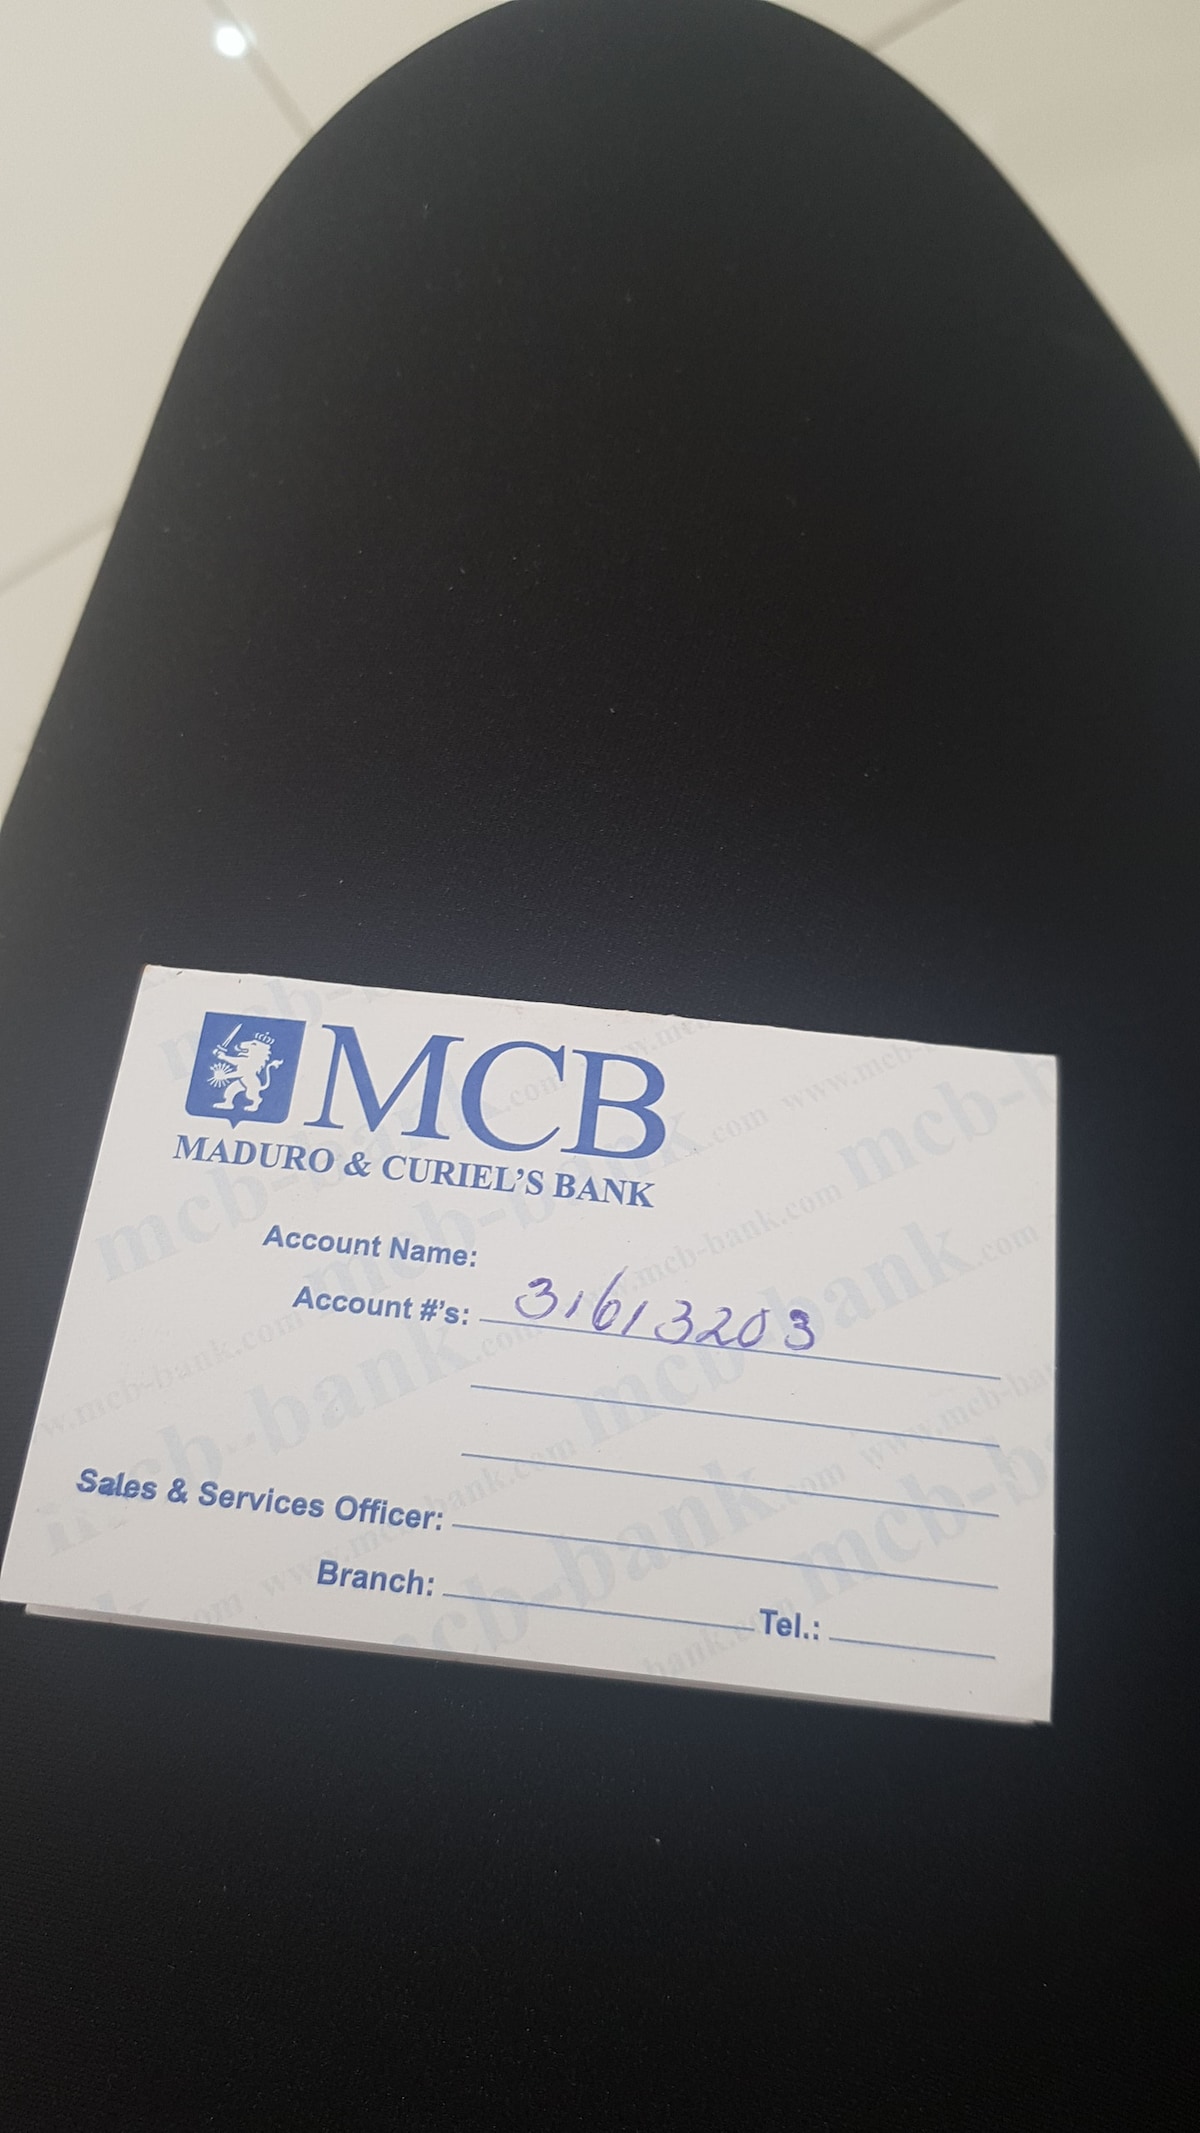 MCB
MADURO & CURIEL'S BANK
Account Name:
Account #'s: 31613203
Sales & Services Officer:
Branch: Tel.: